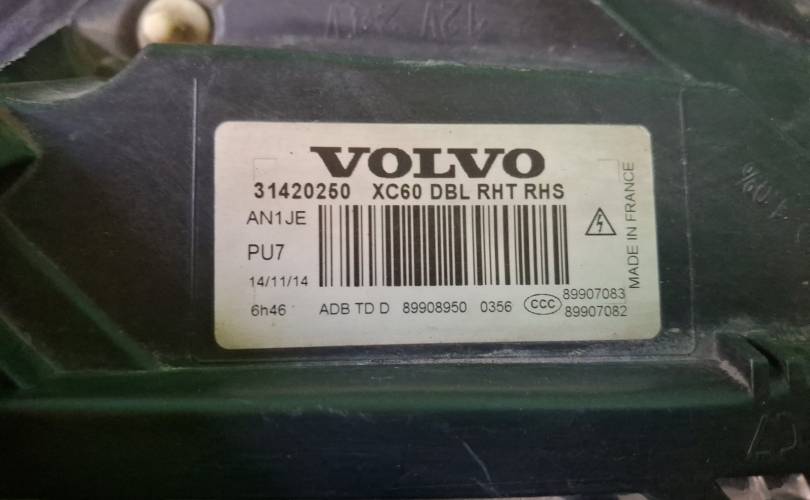 VOLVO
31420250 XC60 DBL RHT RHS
AN1JE
PU7
14/11/14
6h46 ADB TD D 89908950 0356 CCC 89907083
89907082
MADE IN FRANCE